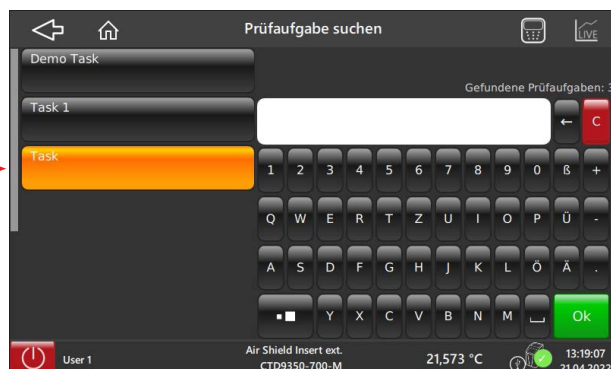 Prüfaufgabe suchen
LIVE
Demo Task
Gefundene Prüfaufgaben: 3
Task 1
← C
Task
1 2 3 4 5 6 7 8 9 0 ß +
Q W E R T Z U I O P Ü -
A S D F G H J K L Ö Ä .
Y X C V B N M Ok
User 1
Air Shield Insert ext.
CTD9350-700-M
21,573 °C
13:19:07
21.04.2022